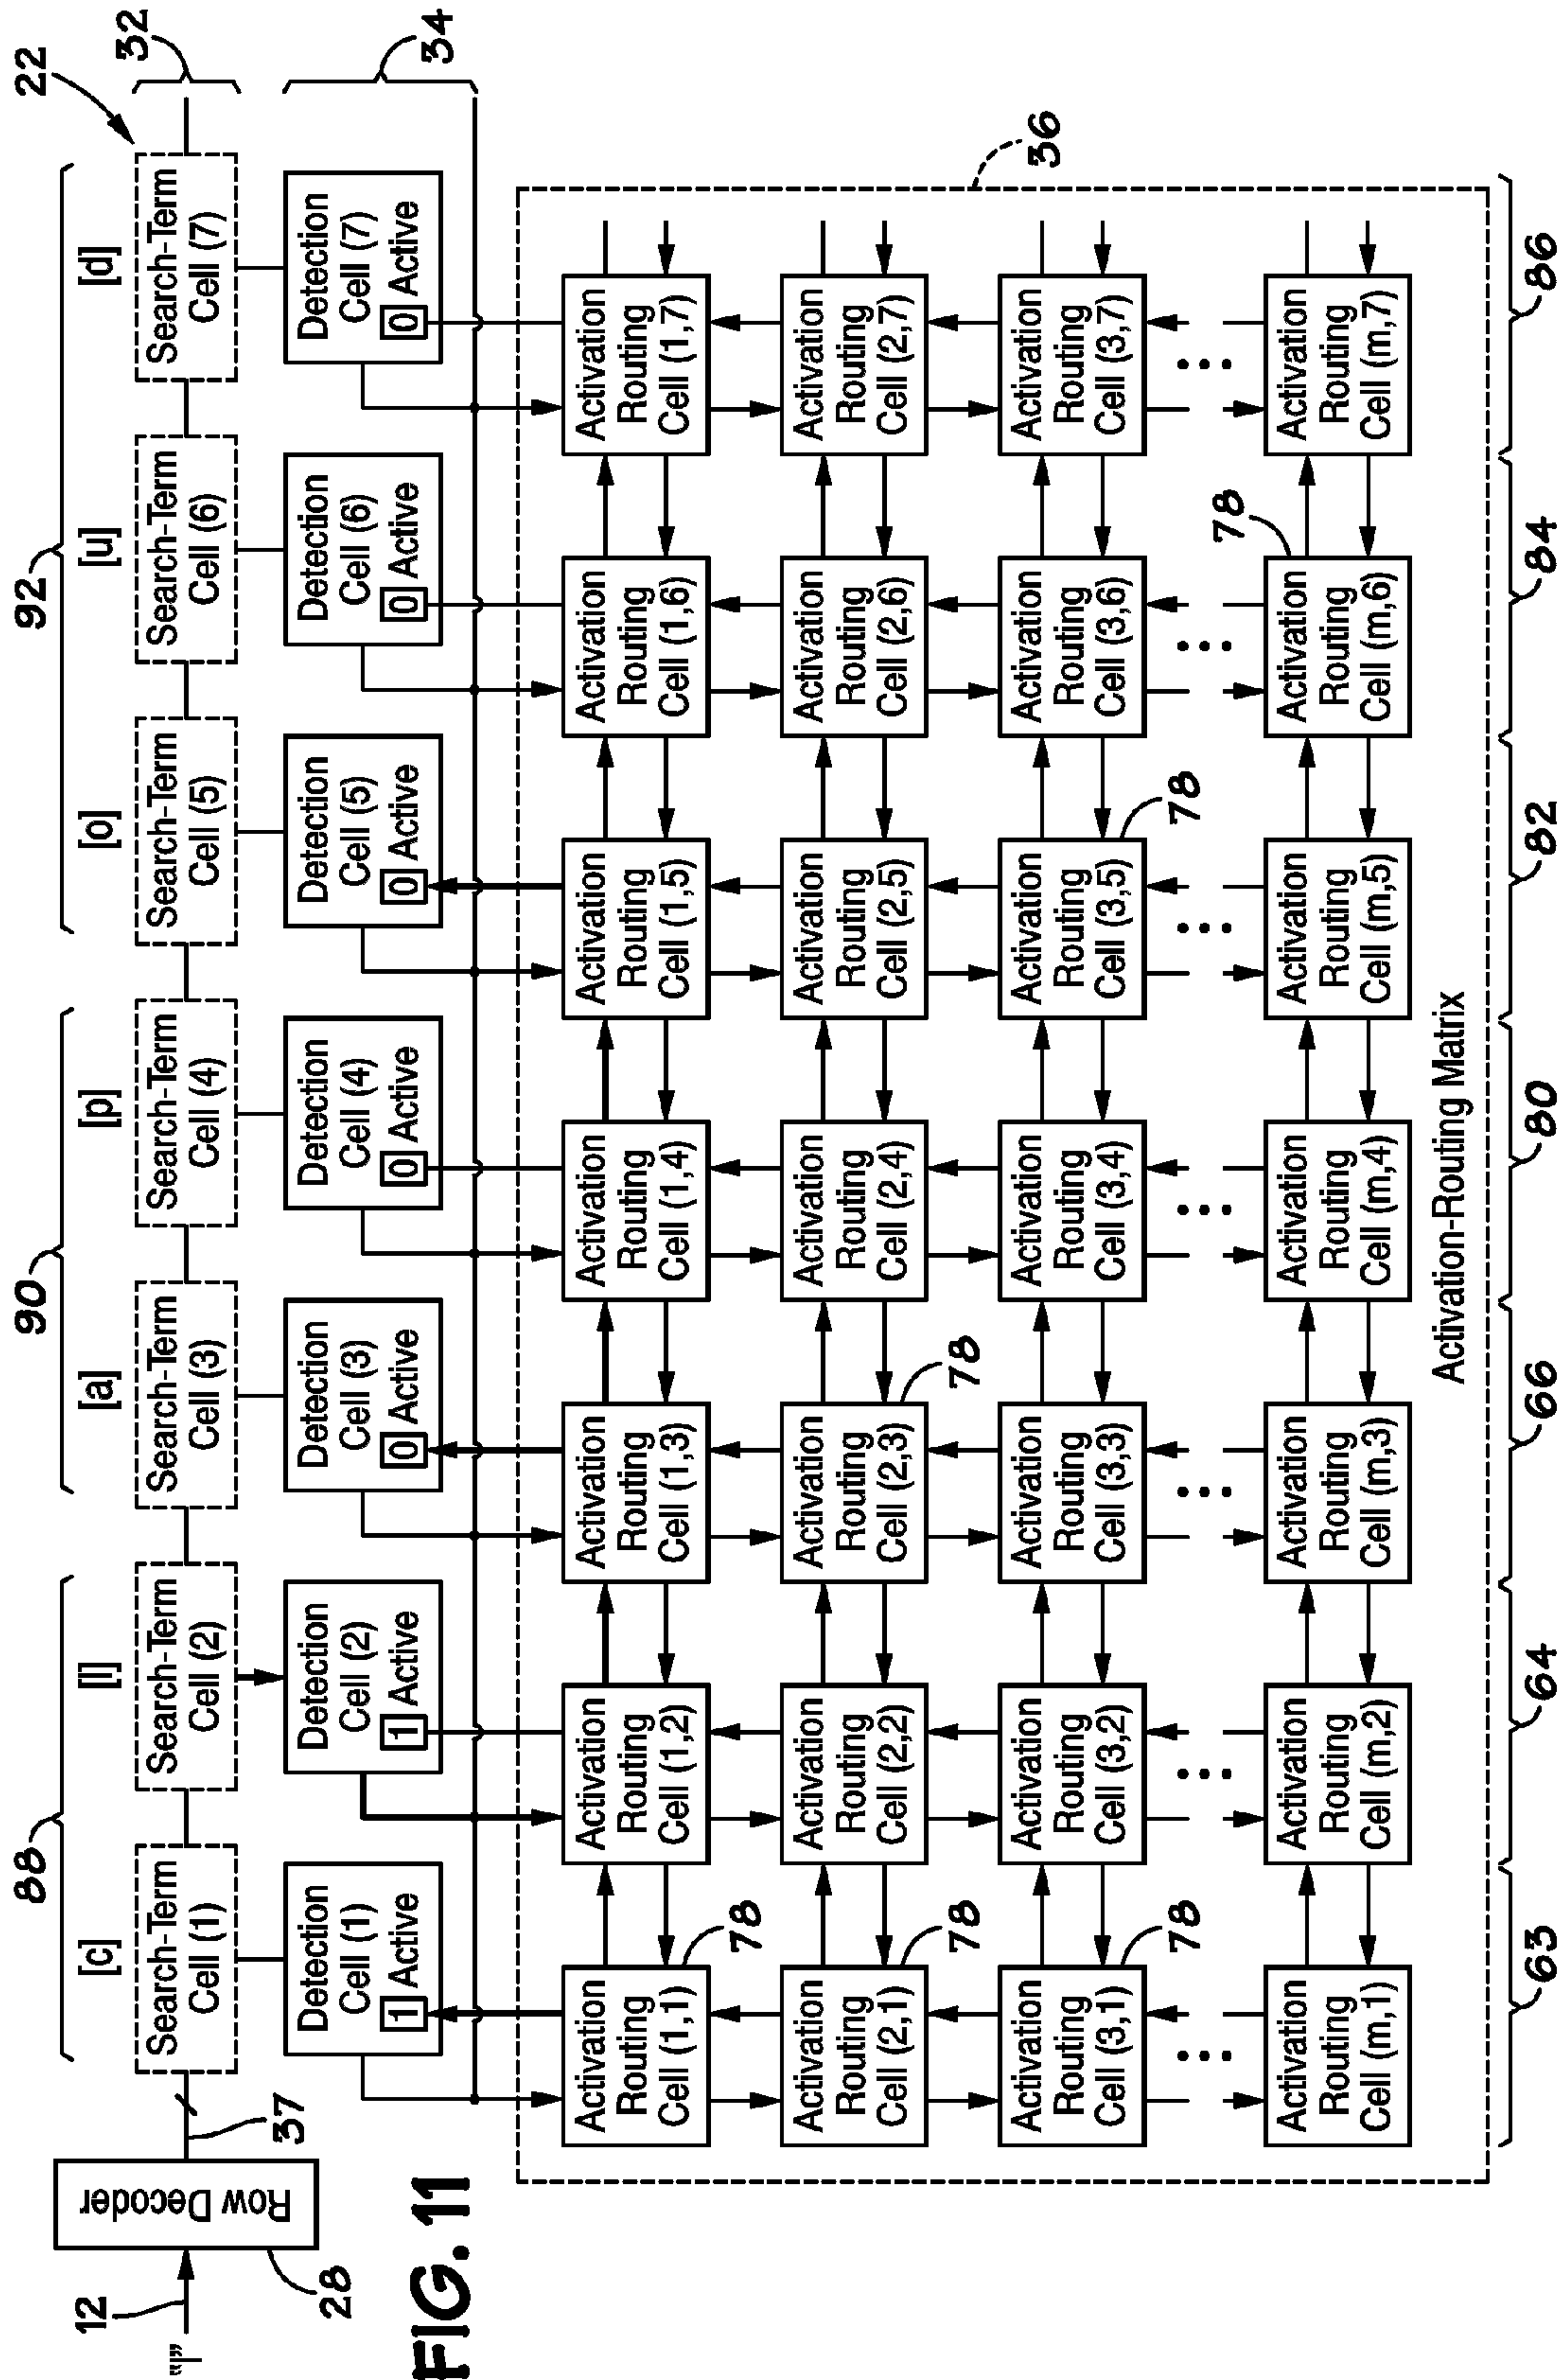 88 90 92
[c] [l] [a] [p] [o] [u] [d]
22
"l"
12
Row Decoder
28
37
Search-Term Cell (1)
Search-Term Cell (2)
Search-Term Cell (3)
Search-Term Cell (4)
Search-Term Cell (5)
Search-Term Cell (6)
Search-Term Cell (7)
32
Detection Cell (1)
1 Active
Detection Cell (2)
1 Active
Detection Cell (3)
0 Active
Detection Cell (4)
0 Active
Detection Cell (5)
0 Active
Detection Cell (6)
0 Active
Detection Cell (7)
0 Active
34
FIG. 11
36
Activation Routing Cell (1,1)
78
Activation Routing Cell (1,2)
Activation Routing Cell (1,3)
Activation Routing Cell (1,4)
Activation Routing Cell (1,5)
Activation Routing Cell (1,6)
Activation Routing Cell (1,7)
Activation Routing Cell (2,1)
78
Activation Routing Cell (2,2)
Activation Routing Cell (2,3)
78
Activation Routing Cell (2,4)
Activation Routing Cell (2,5)
Activation Routing Cell (2,6)
Activation Routing Cell (2,7)
Activation Routing Cell (3,1)
78
Activation Routing Cell (3,2)
Activation Routing Cell (3,3)
Activation Routing Cell (3,4)
Activation Routing Cell (3,5)
78
Activation Routing Cell (3,6)
Activation Routing Cell (3,7)
Activation Routing Cell (m,1)
Activation Routing Cell (m,2)
Activation Routing Cell (m,3)
Activation Routing Cell (m,4)
Activation Routing Cell (m,5)
Activation Routing Cell (m,6)
78
Activation Routing Cell (m,7)
Activation-Routing Matrix
63 64 66 80 82 84 86